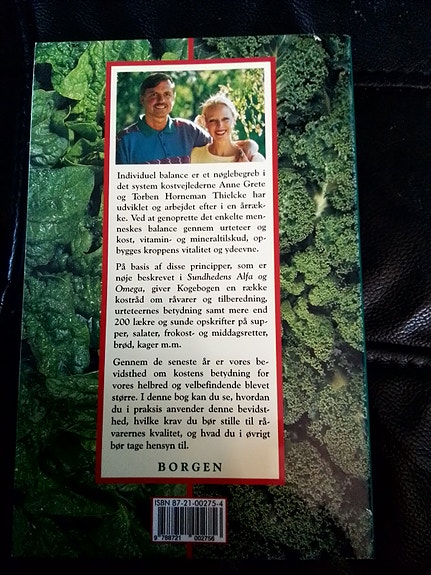 Individuel balance er et nøglebegreb i
det system kostvejlederne Anne Grete
og Torben Horneman Thielcke har
udviklet og arbejdet efter i en årræk-
ke. Ved at genoprette det enkelte men-
neskes balance gennem urteteer og
kost, vitamin- og mineraltilskud, op-
bygges kroppens vitalitet og ydeevne.
På basis af disse principper, som er
nøje beskrevet i Sundhedens Alfa og
Omega, giver Kogebogen en række
kostråd om råvarer og tilberedning,
urteteernes betydning samt mere end
200 lækre og sunde opskrifter på sup-
per, salater, frokost- og middagsretter,
brød, kager m.m.
Gennem de seneste år er vores be-
vidsthed om kostens betydning for
vores helbred og velbefindende blevet
større. I denne bog kan du se, hvordan
du i praksis anvender denne bevidst-
hed, hvilke krav du bør stille til rå-
varernes kvalitet, og hvad du i øvrigt
bør tage hensyn til.
BORGEN
ISBN 87-21-00275-4
9 788721 002756